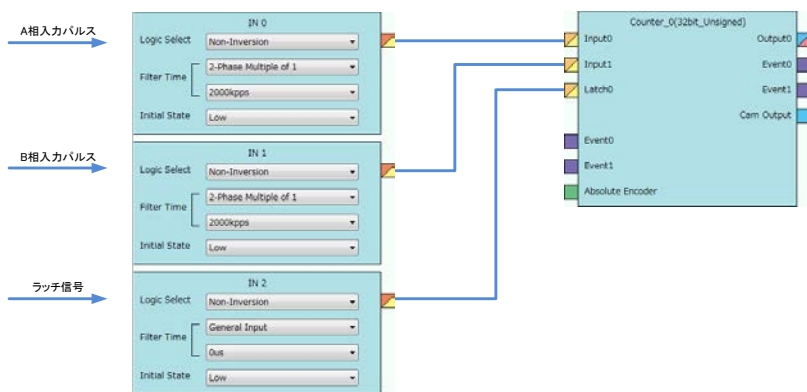 A相入力パルス
IN 0
Logic Select Non-Inversion
Filter Time 2-Phase Multiple of 1
2000kpps
Initial State Low
B相入力パルス
IN 1
Logic Select Non-Inversion
Filter Time 2-Phase Multiple of 1
2000kpps
Initial State Low
ラッチ信号
IN 2
Logic Select Non-Inversion
Filter Time General Input
0us
Initial State Low
Counter_0(32bit_Unsigned)
Input0 Output0
Input1 Event0
Latch0 Event1
Cam Output
Event0
Event1
Absolute Encoder